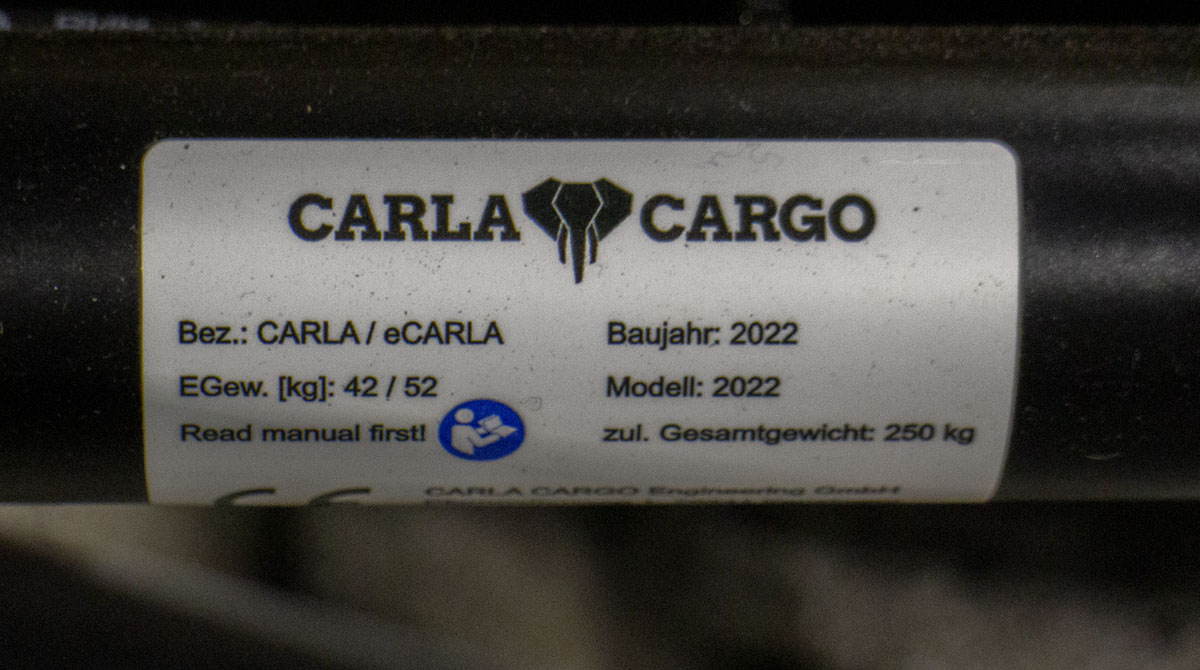 CARLA CARGO
Bez.: CARLA / eCARLA
Baujahr: 2022
EGew. [kg]: 42 / 52
Modell: 2022
Read manual first!
zul. Gesamtgewicht: 250 kg
CE
CARLA CARGO Engineering GmbH